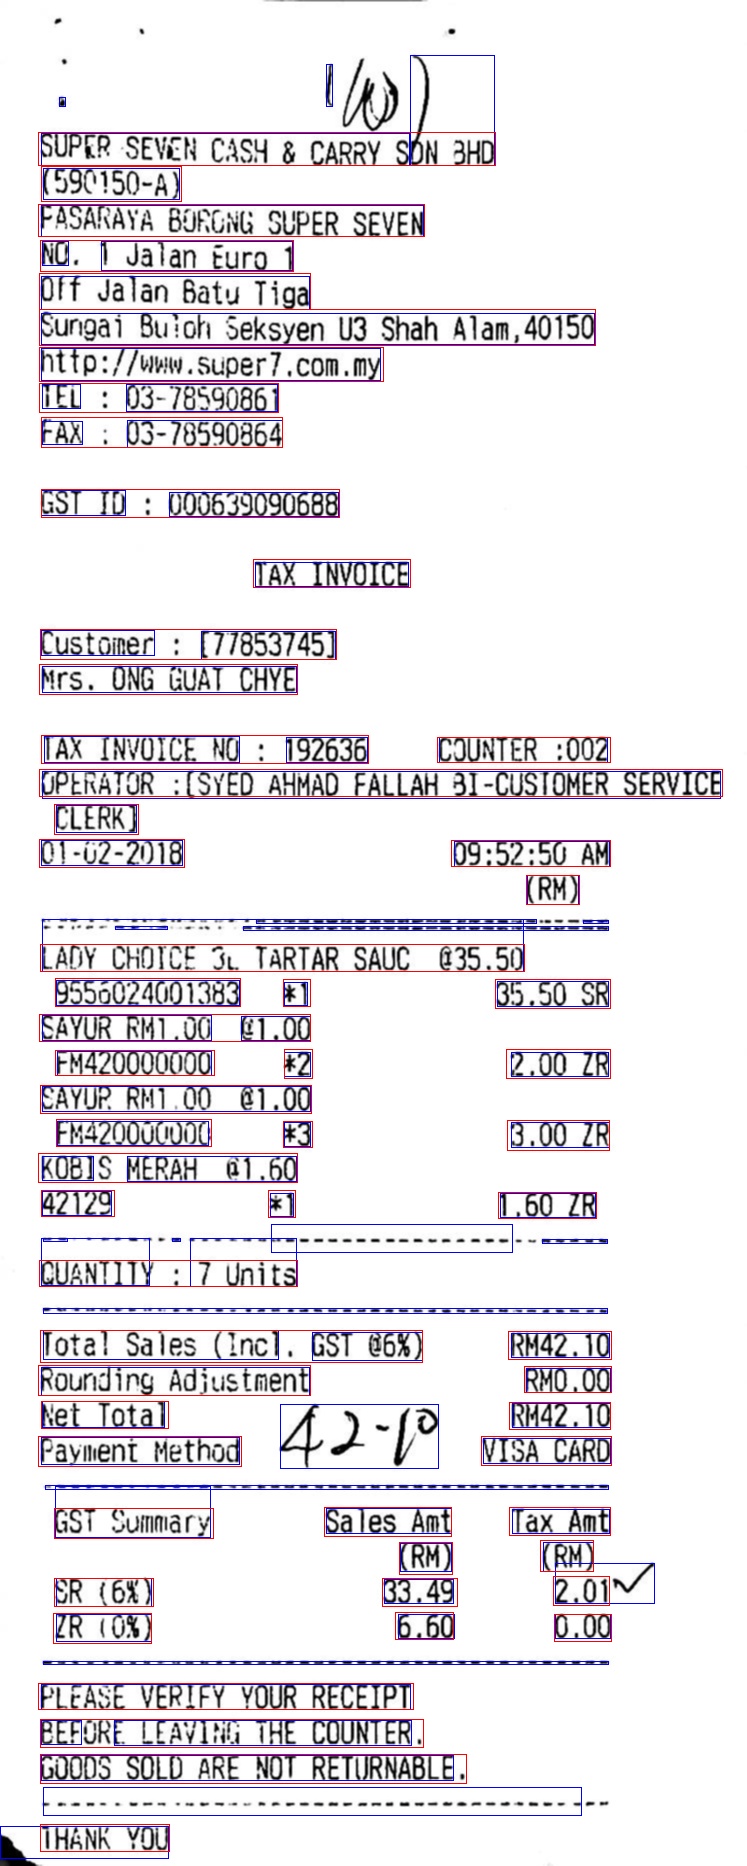 SUPER SEVEN CASH & CARRY SDN BHD
(590150-A)
PASARAYA BORONG SUPER SEVEN
NO. 1 Jalan Euro 1
Off Jalan Batu Tiga
Sungai Buloh Seksyen U3 Shah Alam,40150
http://www.super7.com.my
TEL : 03-78590861
FAX : 03-78590864
GST ID : 000639090688
TAX INVOICE
Customer : [77853745]
Mrs. ONG GUAT CHYE
TAX INVOICE NO : 192636 COUNTER :002
OPERATOR :[SYED AHMAD FALLAH BI-CUSTOMER SERVICE
CLERK]
01-02-2018 09:52:50 AM
(RM)
LADY CHOICE 3L TARTAR SAUC @35.50
9556024001383 *1 35.50 SR
SAYUR RM1.00 @1.00
FM420000000 *2 2.00 ZR
SAYUR RM1.00 @1.00
FM420000000 *3 3.00 ZR
KOBIS MERAH @1.60
42129 *1 1.60 ZR
QUANTITY : 7 Units
Total Sales (Incl. GST @6%) RM42.10
Rounding Adjustment RM0.00
Net Total RM42.10
Payment Method 42-10 VISA CARD
GST Summary Sales Amt Tax Amt
(RM) (RM)
SR (6%) 33.49 2.01
ZR (0%) 6.60 0.00
PLEASE VERIFY YOUR RECEIPT
BEFORE LEAVING THE COUNTER.
GOODS SOLD ARE NOT RETURNABLE.
THANK YOU